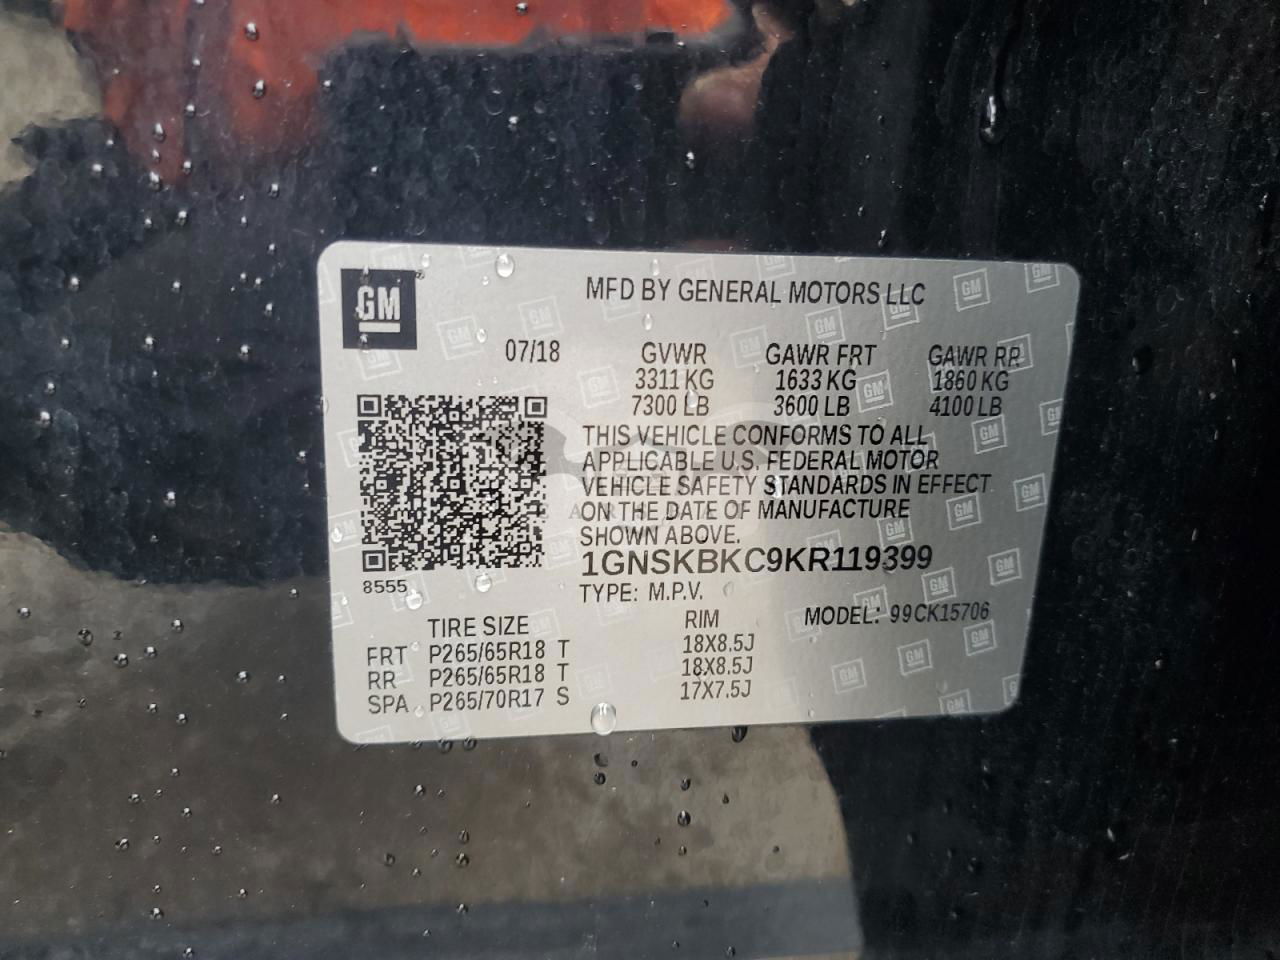 GM
MFD BY GENERAL MOTORS LLC
07/18 GVWR GAWR FRT GAWR RR
3311 KG 1633 KG 1860 KG
7300 LB 3600 LB 4100 LB
THIS VEHICLE CONFORMS TO ALL
APPLICABLE U.S. FEDERAL MOTOR
VEHICLE SAFETY STANDARDS IN EFFECT
ON THE DATE OF MANUFACTURE
SHOWN ABOVE.
8555 1GNSKBKC9KR119399
TYPE: M.P.V.
TIRE SIZE RIM MODEL: 99CK15706
FRT P265/65R18 T 18X8.5J
RR P265/65R18 T 18X8.5J
SPA P265/70R17 S 17X7.5J